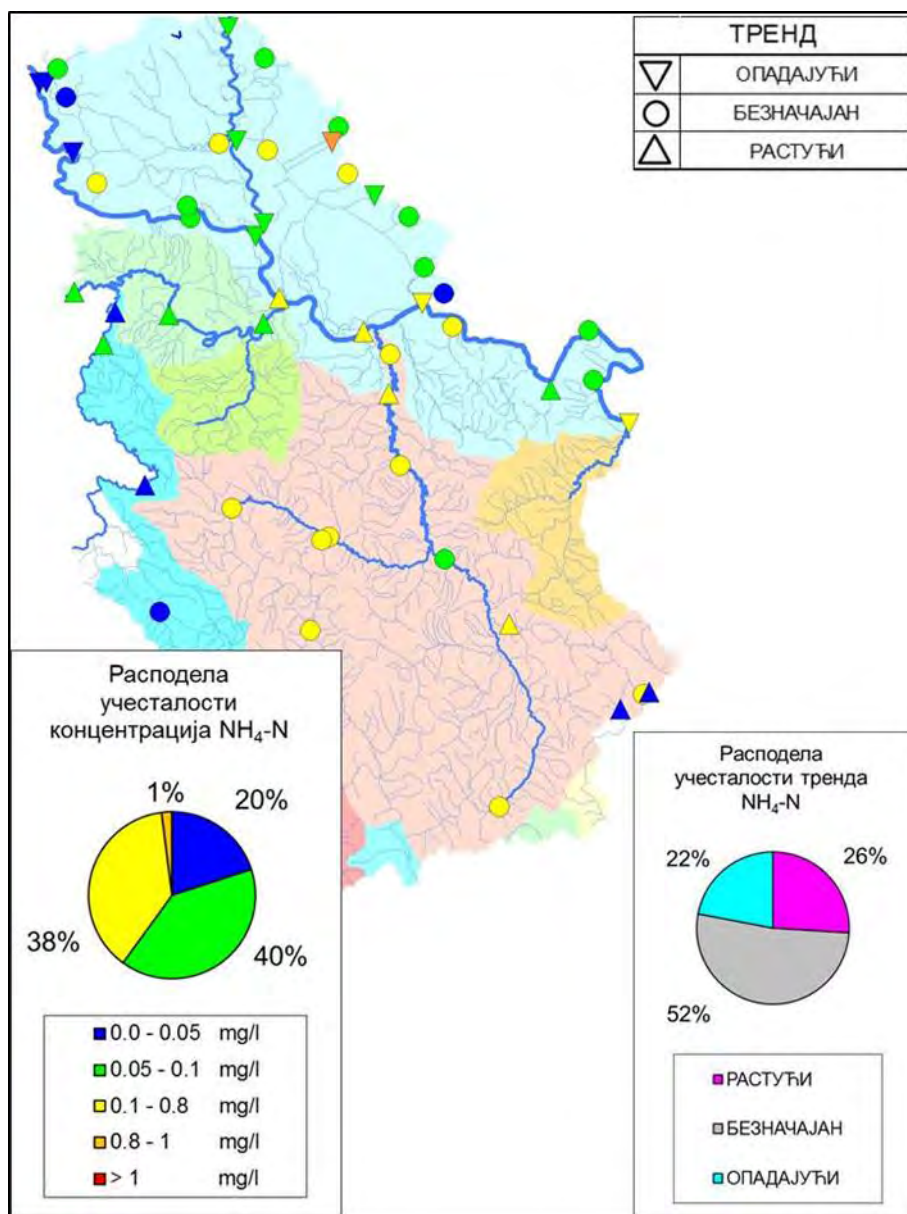 ТРЕНД
ОПАДАЈУЋИ
БЕЗНАЧАЈАН
РАСТУЋИ
Расподела
учесталости
концентрација NH₄-N
1%
20%
38%
40%
0.0 - 0.05 mg/l
0.05 - 0.1 mg/l
0.1 - 0.8 mg/l
0.8 - 1 mg/l
> 1 mg/l
Расподела
учесталости тренда
NH₄-N
22%
26%
52%
РАСТУЋИ
БЕЗНАЧАЈАН
ОПАДАЈУЋИ